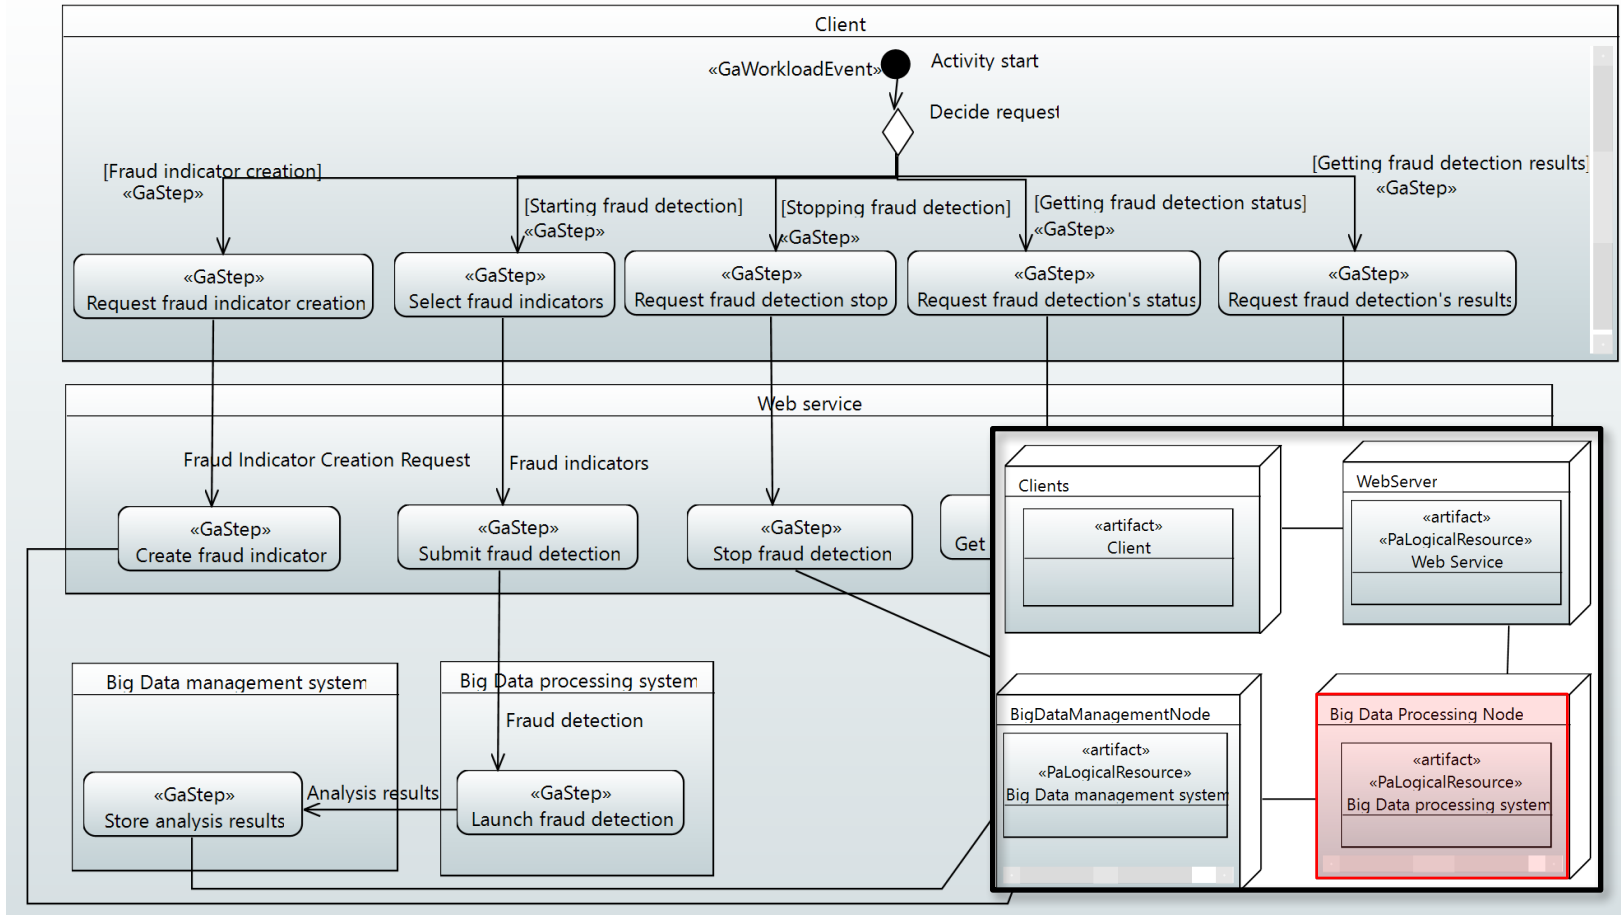 Client
«GaWorkloadEvent»
Activity start
Decide request
[Fraud indicator creation]
«GaStep»
[Starting fraud detection]
«GaStep»
[Stopping fraud detection]
«GaStep»
[Getting fraud detection status]
«GaStep»
[Getting fraud detection results]
«GaStep»
«GaStep»
Request fraud indicator creation
«GaStep»
Select fraud indicators
«GaStep»
Request fraud detection stop
«GaStep»
Request fraud detection's status
«GaStep»
Request fraud detection's results
Web service
Fraud Indicator Creation Request
Fraud indicators
«GaStep»
Create fraud indicator
«GaStep»
Submit fraud detection
«GaStep»
Stop fraud detection
Get
Big Data management system
Big Data processing system
Fraud detection
«GaStep»
Store analysis results
Analysis results
«GaStep»
Launch fraud detection
Clients
«artifact»
Client
WebServer
«artifact»
«PaLogicalResource»
Web Service
BigDataManagementNode
«artifact»
«PaLogicalResource»
Big Data management system
Big Data Processing Node
«artifact»
«PaLogicalResource»
Big Data processing system